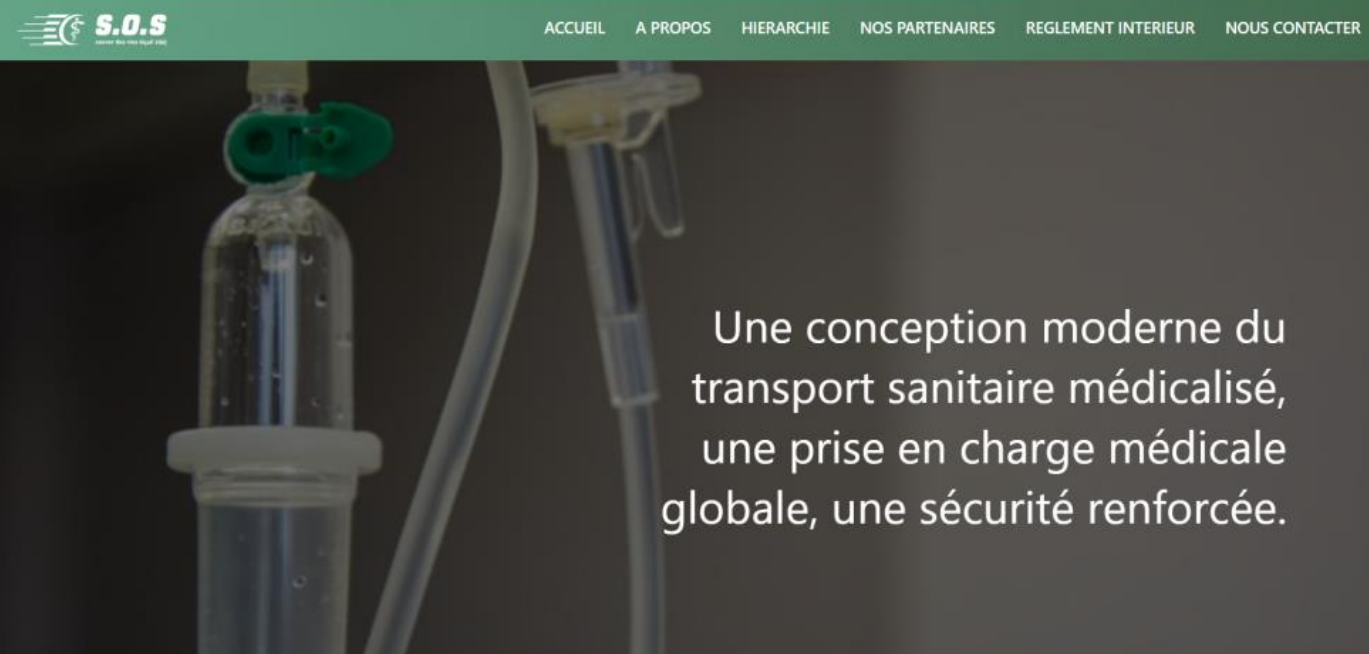 S.O.S
ACCUEIL
A PROPOS
HIERARCHIE
NOS PARTENAIRES
REGLEMENT INTERIEUR
NOUS CONTACTER
Une conception moderne du
transport sanitaire médicalisé,
une prise en charge médicale
globale, une sécurité renforcée.